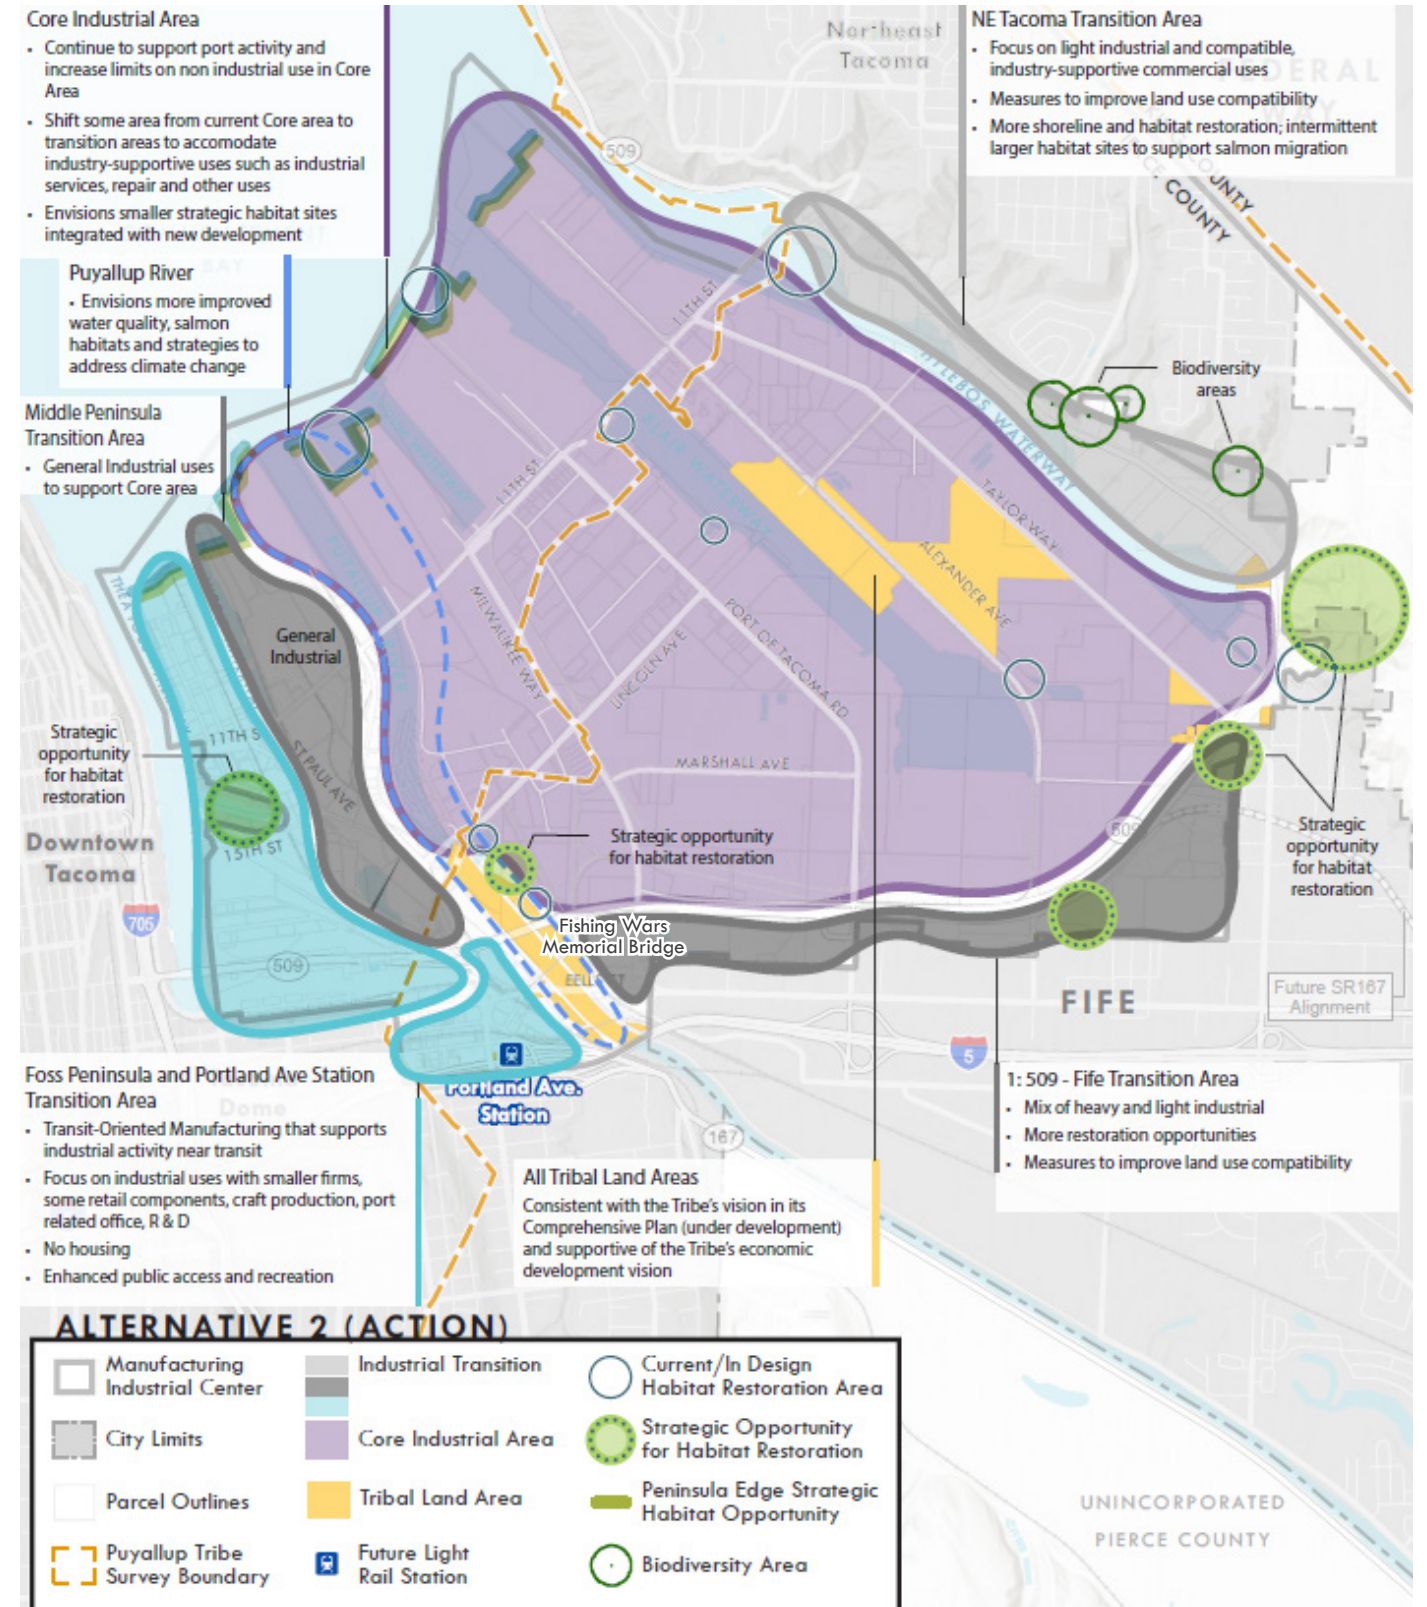 Core Industrial Area
• Continue to support port activity and
increase limits on non industrial use in Core
Area
• Shift some area from current Core area to
transition areas to accomodate
industry-supportive uses such as industrial
services, repair and other uses
• Envisions smaller strategic habitat sites
integrated with new development
Puyallup River
• Envisions more improved
water quality, salmon
habitats and strategies to
address climate change
Middle Peninsula
Transition Area
• General Industrial uses
to support Core area
NE Tacoma Transition Area
• Focus on light industrial and compatible,
industry-supportive commercial uses
• Measures to improve land use compatibility
• More shoreline and habitat restoration; intermittent
larger habitat sites to support salmon migration
Northeast
Tacoma
FEDERAL
WAY
COUNTY
COUNTY
509
11TH ST
Biodiversity
areas
HYLEBOS WATERWAY
BLAIR WATERWAY
11TH ST
TAYLOR WAY
ALEXANDER AVE
PORT OF TACOMA RD
MILWAUKEE WAY
LINCOLN AVE
MARSHALL AVE
General
Industrial
Strategic
opportunity
for habitat
restoration
11TH S
ST PAUL AVE
15TH ST
Downtown
Tacoma
705
509
Strategic opportunity
for habitat restoration
Fishing Wars
Memorial Bridge
509
Strategic
opportunity
for habitat
restoration
FIFE
Future SR167
Alignment
5
167
Portland Ave.
Station
Dome
Foss Peninsula and Portland Ave Station
Transition Area
• Transit-Oriented Manufacturing that supports
industrial activity near transit
• Focus on industrial uses with smaller firms,
some retail components, craft production, port
related office, R & D
• No housing
• Enhanced public access and recreation
All Tribal Land Areas
Consistent with the Tribe's vision in its
Comprehensive Plan (under development)
and supportive of the Tribe's economic
development vision
1: 509 - Fife Transition Area
• Mix of heavy and light industrial
• More restoration opportunities
• Measures to improve land use compatibility
ALTERNATIVE 2 (ACTION)
Manufacturing
Industrial Center
City Limits
Parcel Outlines
Puyallup Tribe
Survey Boundary
Industrial Transition
Core Industrial Area
Tribal Land Area
Future Light
Rail Station
Current/In Design
Habitat Restoration Area
Strategic Opportunity
for Habitat Restoration
Peninsula Edge Strategic
Habitat Opportunity
Biodiversity Area
UNINCORPORATED
PIERCE COUNTY